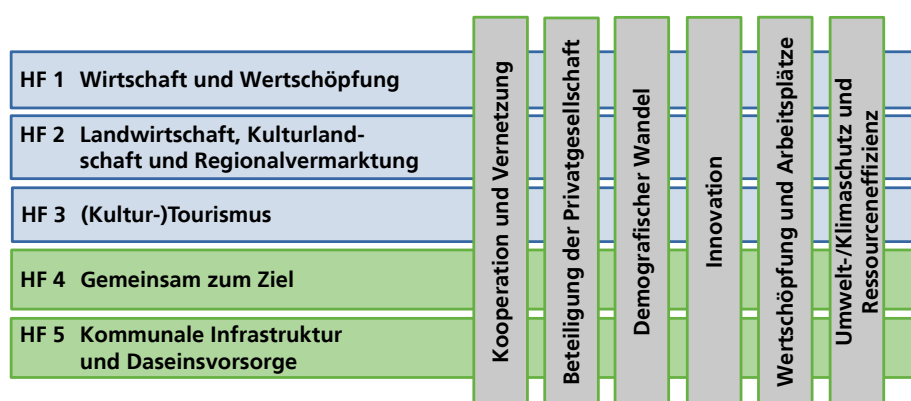 HF 1 Wirtschaft und Wertschöpfung
HF 2 Landwirtschaft, Kulturland-
schaft und Regionalvermarktung
HF 3 (Kultur-)Tourismus
HF 4 Gemeinsam zum Ziel
HF 5 Kommunale Infrastruktur
und Daseinsvorsorge
Kooperation und Vernetzung
Beteiligung der Privatgesellschaft
Demografischer Wandel
Innovation
Wertschöpfung und Arbeitsplätze
Umwelt-/Klimaschutz und
Ressourceneffizienz